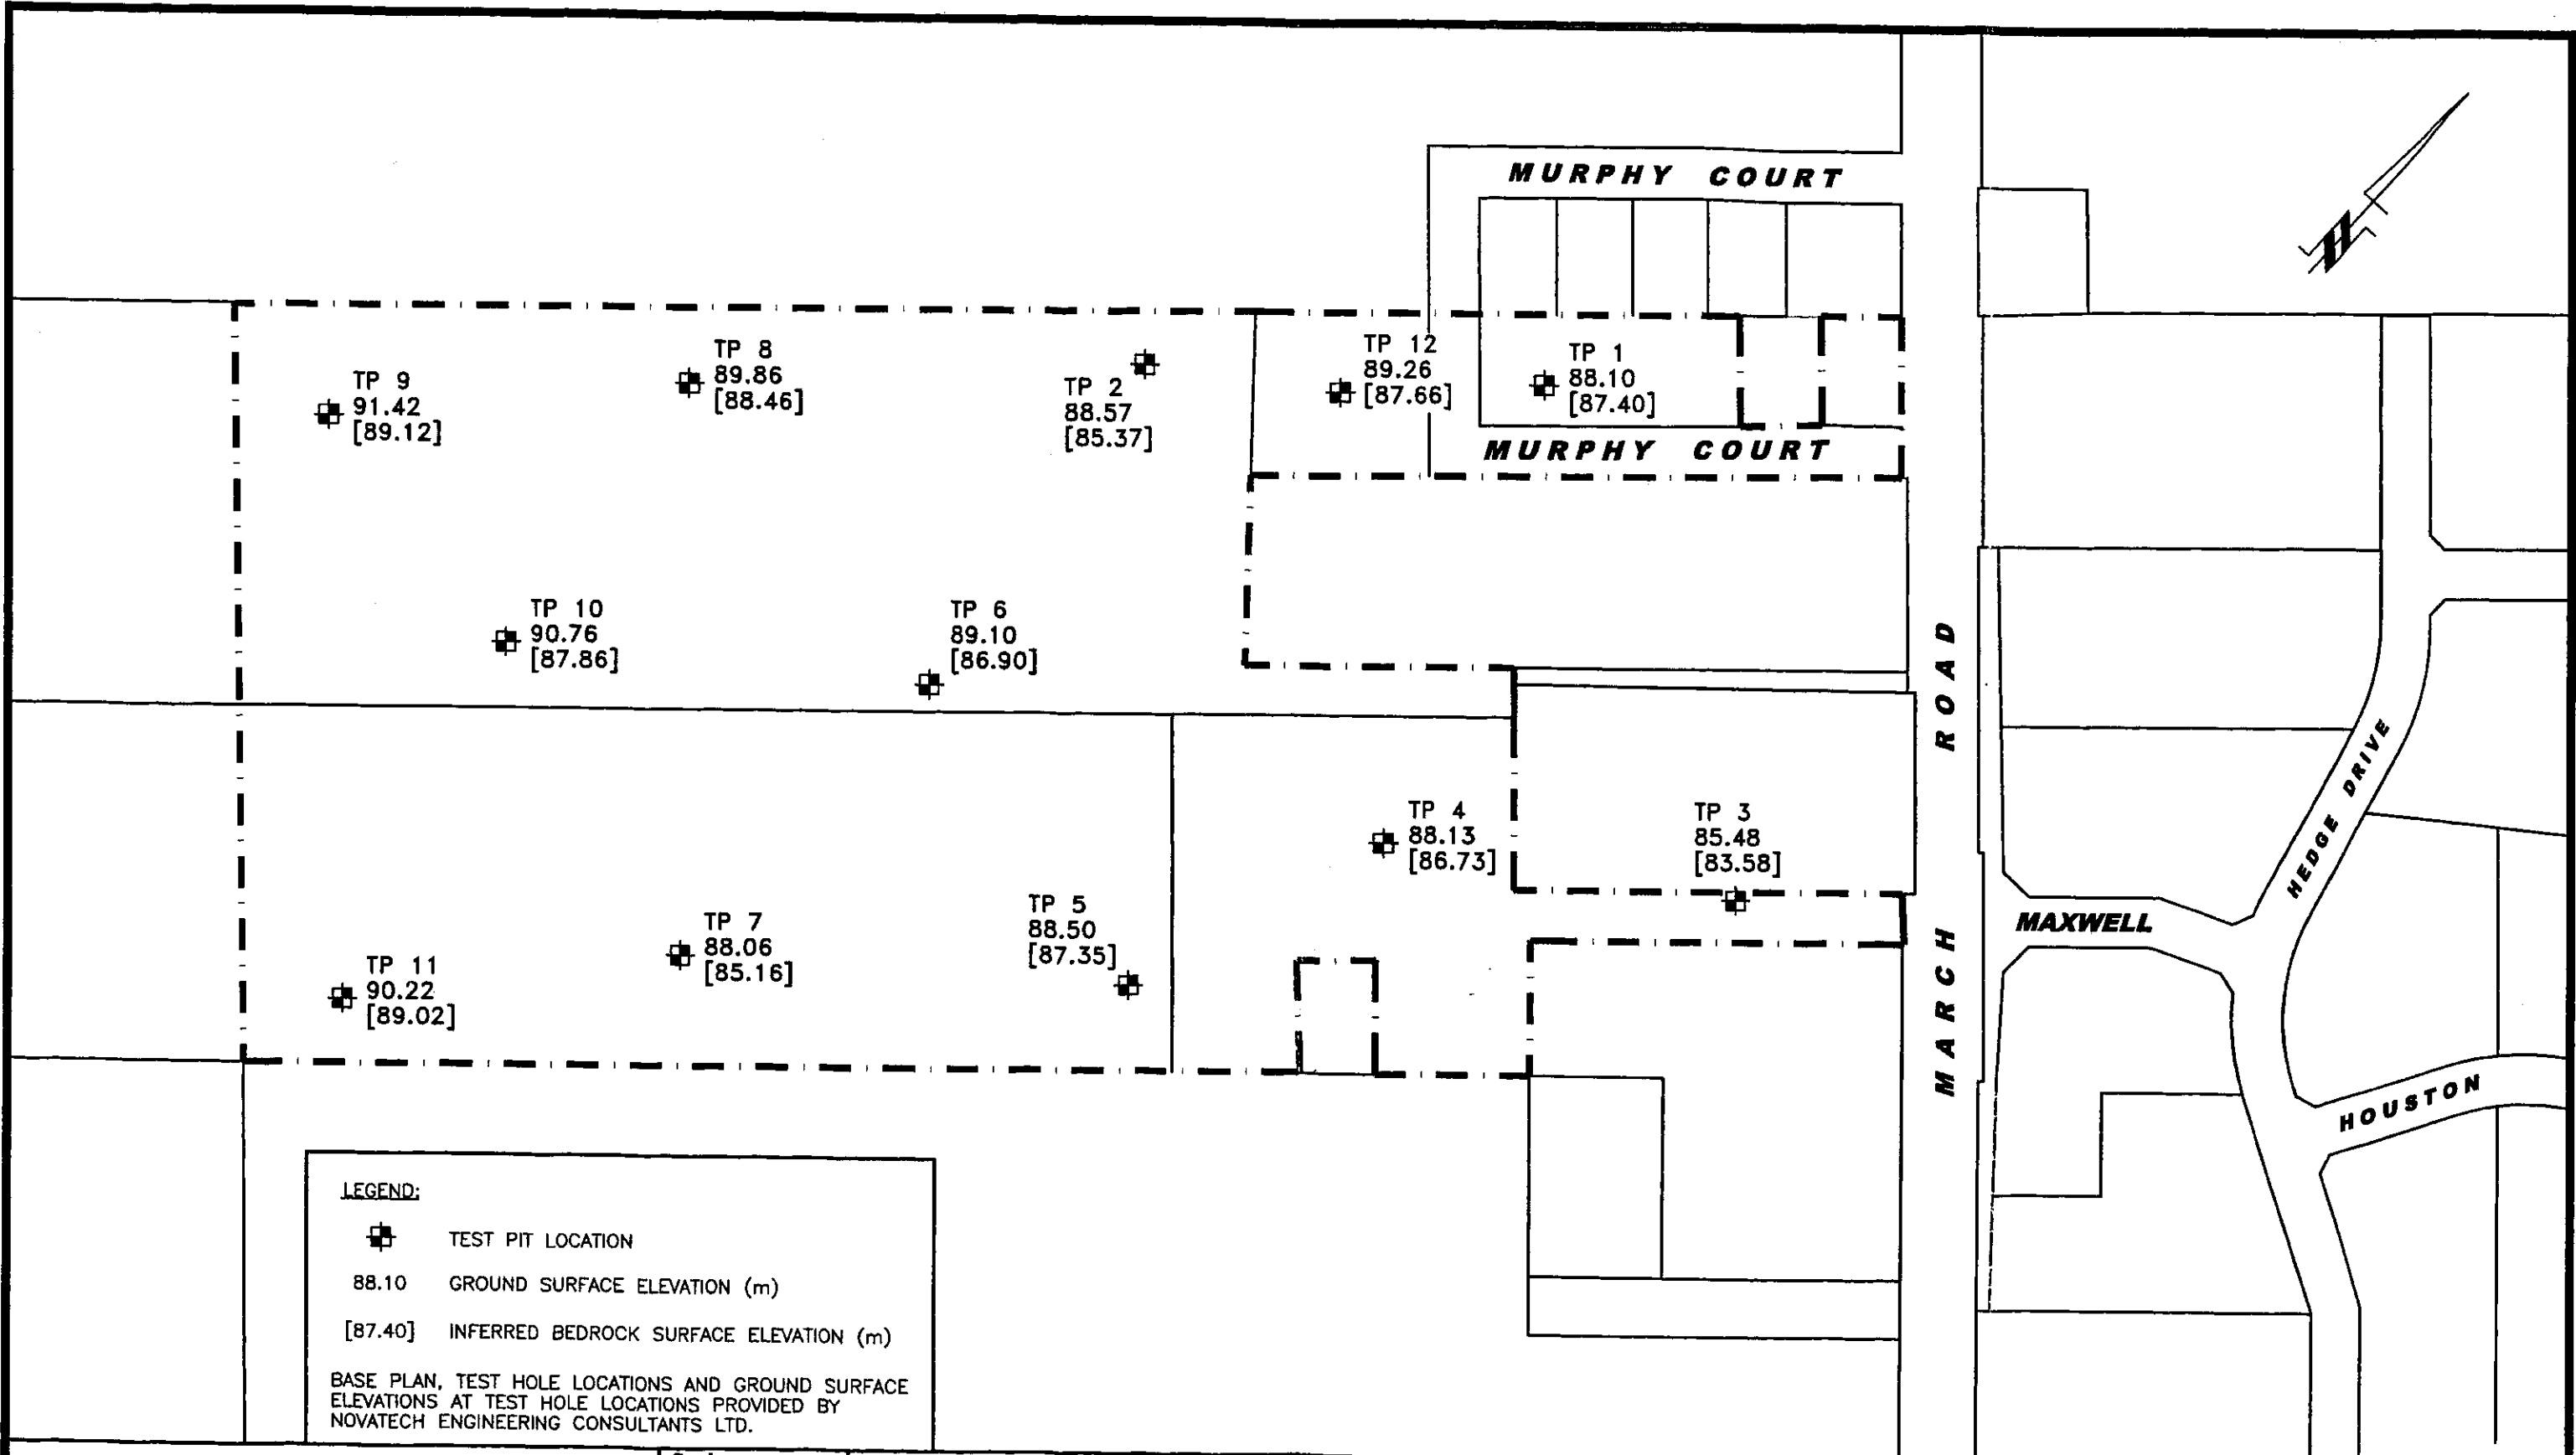 MURPHY COURT
TP 9
91.42
[89.12]
TP 8
89.86
[88.46]
TP 2
88.57
[85.37]
TP 12
89.26
[87.66]
TP 1
88.10
[87.40]
MURPHY COURT
TP 10
90.76
[87.86]
TP 6
89.10
[86.90]
TP 4
88.13
[86.73]
TP 3
85.48
[83.58]
TP 11
90.22
[89.02]
TP 7
88.06
[85.16]
TP 5
88.50
[87.35]
MARCH ROAD
HEDGE DRIVE
MAXWELL
HOUSTON
LEGEND:
TEST PIT LOCATION
88.10 GROUND SURFACE ELEVATION (m)
[87.40] INFERRED BEDROCK SURFACE ELEVATION (m)
BASE PLAN, TEST HOLE LOCATIONS AND GROUND SURFACE
ELEVATIONS AT TEST HOLE LOCATIONS PROVIDED BY
NOVATECH ENGINEERING CONSULTANTS LTD.